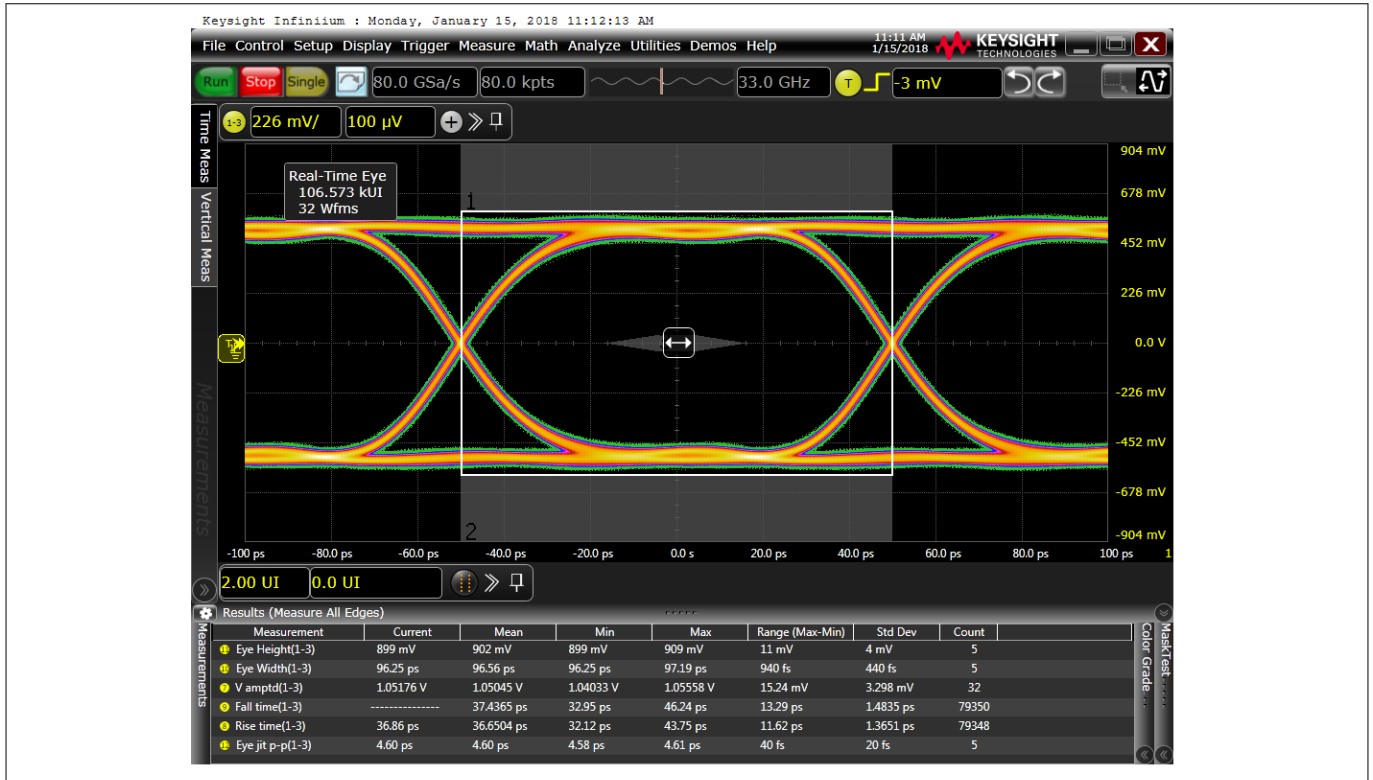 Keysight Infiniium : Monday, January 15, 2018 11:12:13 AM
File Control Setup Display Trigger Measure Math Analyze Utilities Demos Help 11:11 AM 1/15/2018 KEYSIGHT TECHNOLOGIES X
Run Stop Single 80.0 GSa/s 80.0 kpts 33.0 GHz T -3 mV
1-3 226 mV/ 100 µV +
Time Meas
Vertical Meas
Measurements
Real-Time Eye
106.573 kUI
32 Wfms
1
2
904 mV
678 mV
452 mV
226 mV
0.0 V
-226 mV
-452 mV
-678 mV
-904 mV
-100 ps -80.0 ps -60.0 ps -40.0 ps -20.0 ps 0.0 s 20.0 ps 40.0 ps 60.0 ps 80.0 ps 100 ps 1
2.00 UI 0.0 UI
Results (Measure All Edges)
Measurements
Measurement Current Mean Min Max Range (Max-Min) Std Dev Count
Eye Height(1-3) 899 mV 902 mV 899 mV 909 mV 11 mV 4 mV 5
Eye Width(1-3) 96.25 ps 96.56 ps 96.25 ps 97.19 ps 940 fs 440 fs 5
7 V amptd(1-3) 1.05176 V 1.05045 V 1.04033 V 1.05558 V 15.24 mV 3.298 mV 32
9 Fall time(1-3) --------------- 37.4365 ps 32.95 ps 46.24 ps 13.29 ps 1.4835 ps 79350
8 Rise time(1-3) 36.86 ps 36.6504 ps 32.12 ps 43.75 ps 11.62 ps 1.3651 ps 79348
Eye jit p-p(1-3) 4.60 ps 4.60 ps 4.58 ps 4.61 ps 40 fs 20 fs 5
Color Grade
MaskTest